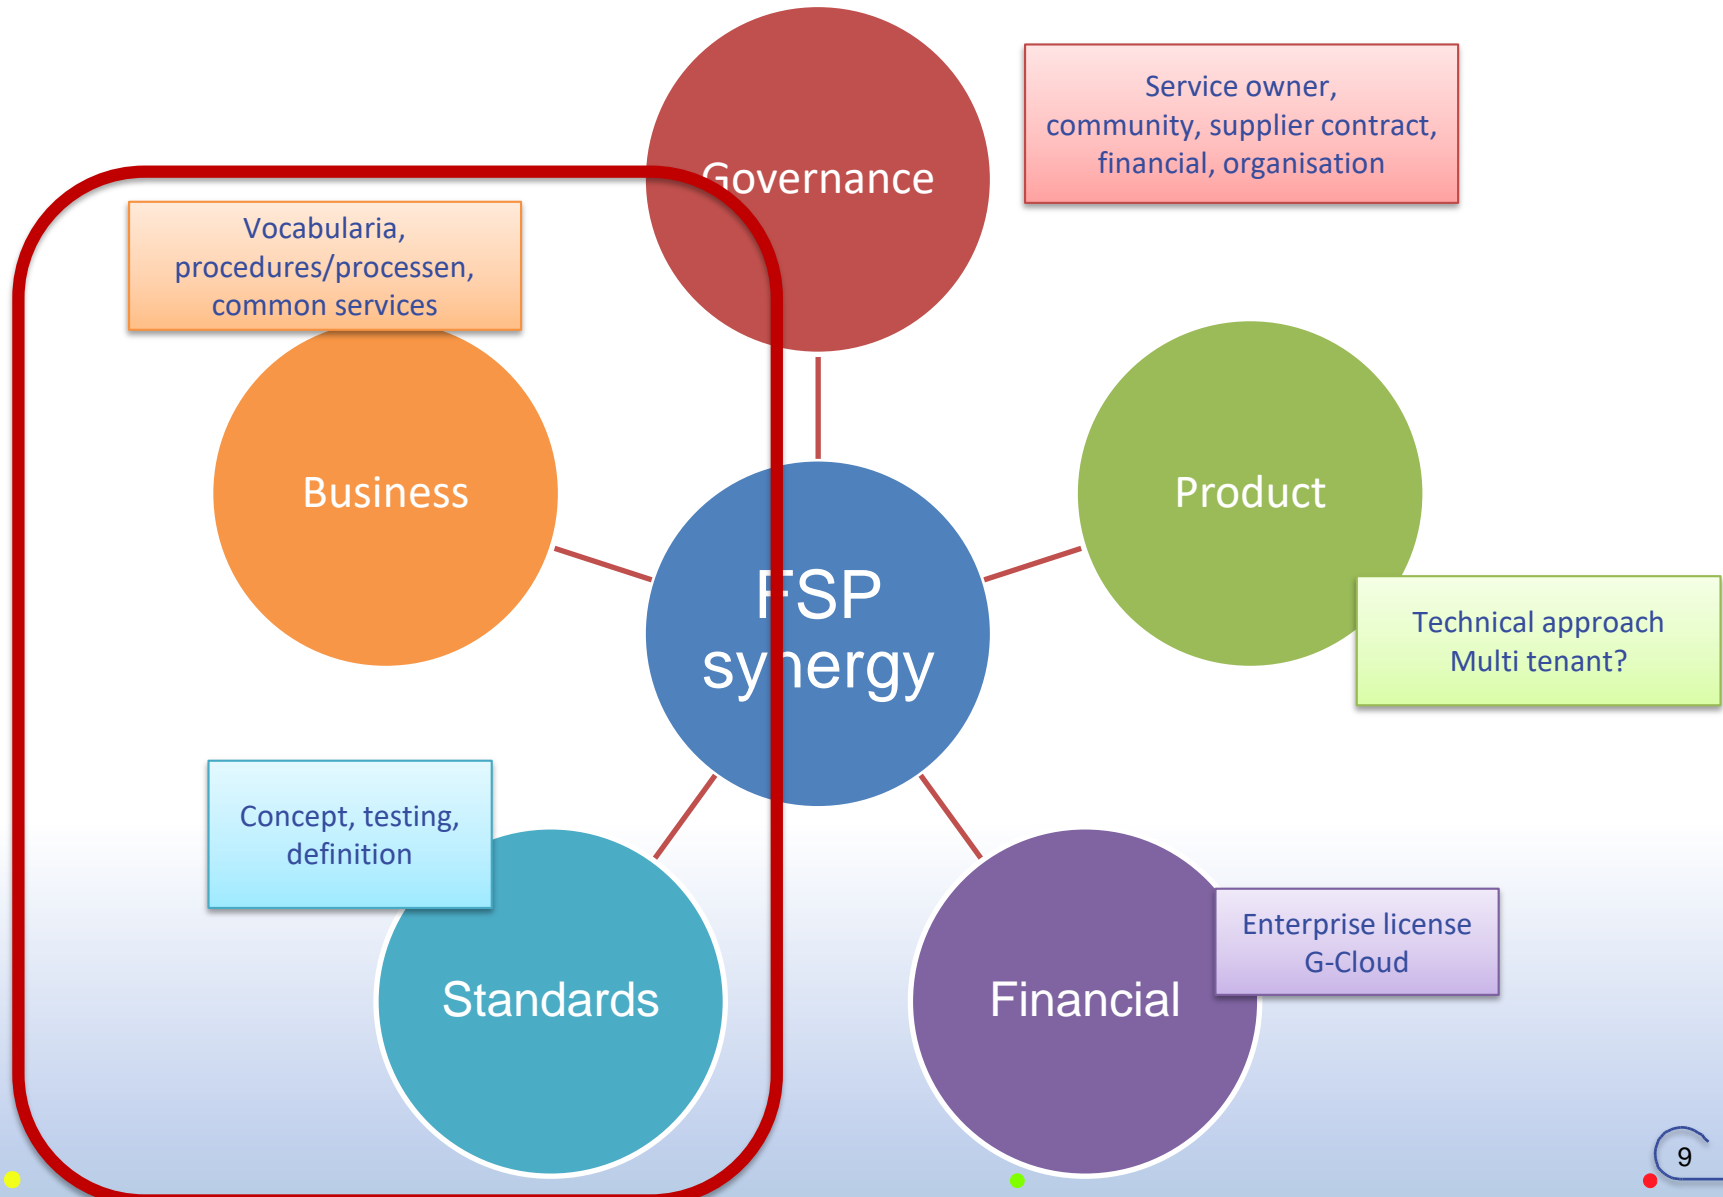 Governance
Service owner,
community, supplier contract,
financial, organisation
Vocabularia,
procedures/processen,
common services
Business
Product
FSP
synergy
Technical approach
Multi tenant?
Concept, testing,
definition
Standards
Financial
Enterprise license
G-Cloud
9